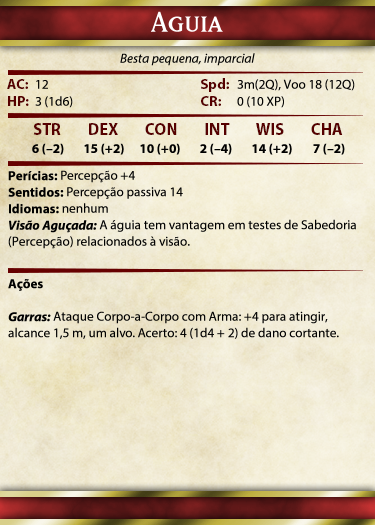 AGUIA
Besta pequena, imparcial
AC: 12 Spd: 3m(2Q), Voo 18 (12Q)
HP: 3 (1d6) CR: 0 (10 XP)
STR DEX CON INT WIS CHA
6 (–2) 15 (+2) 10 (+0) 2 (–4) 14 (+2) 7 (–2)
Perícias: Percepção +4
Sentidos: Percepção passiva 14
Idiomas: nenhum
Visão Aguçada: A águia tem vantagem em testes de Sabedoria
(Percepção) relacionados à visão.
Ações
Garras: Ataque Corpo-a-Corpo com Arma: +4 para atingir,
alcance 1,5 m, um alvo. Acerto: 4 (1d4 + 2) de dano cortante.